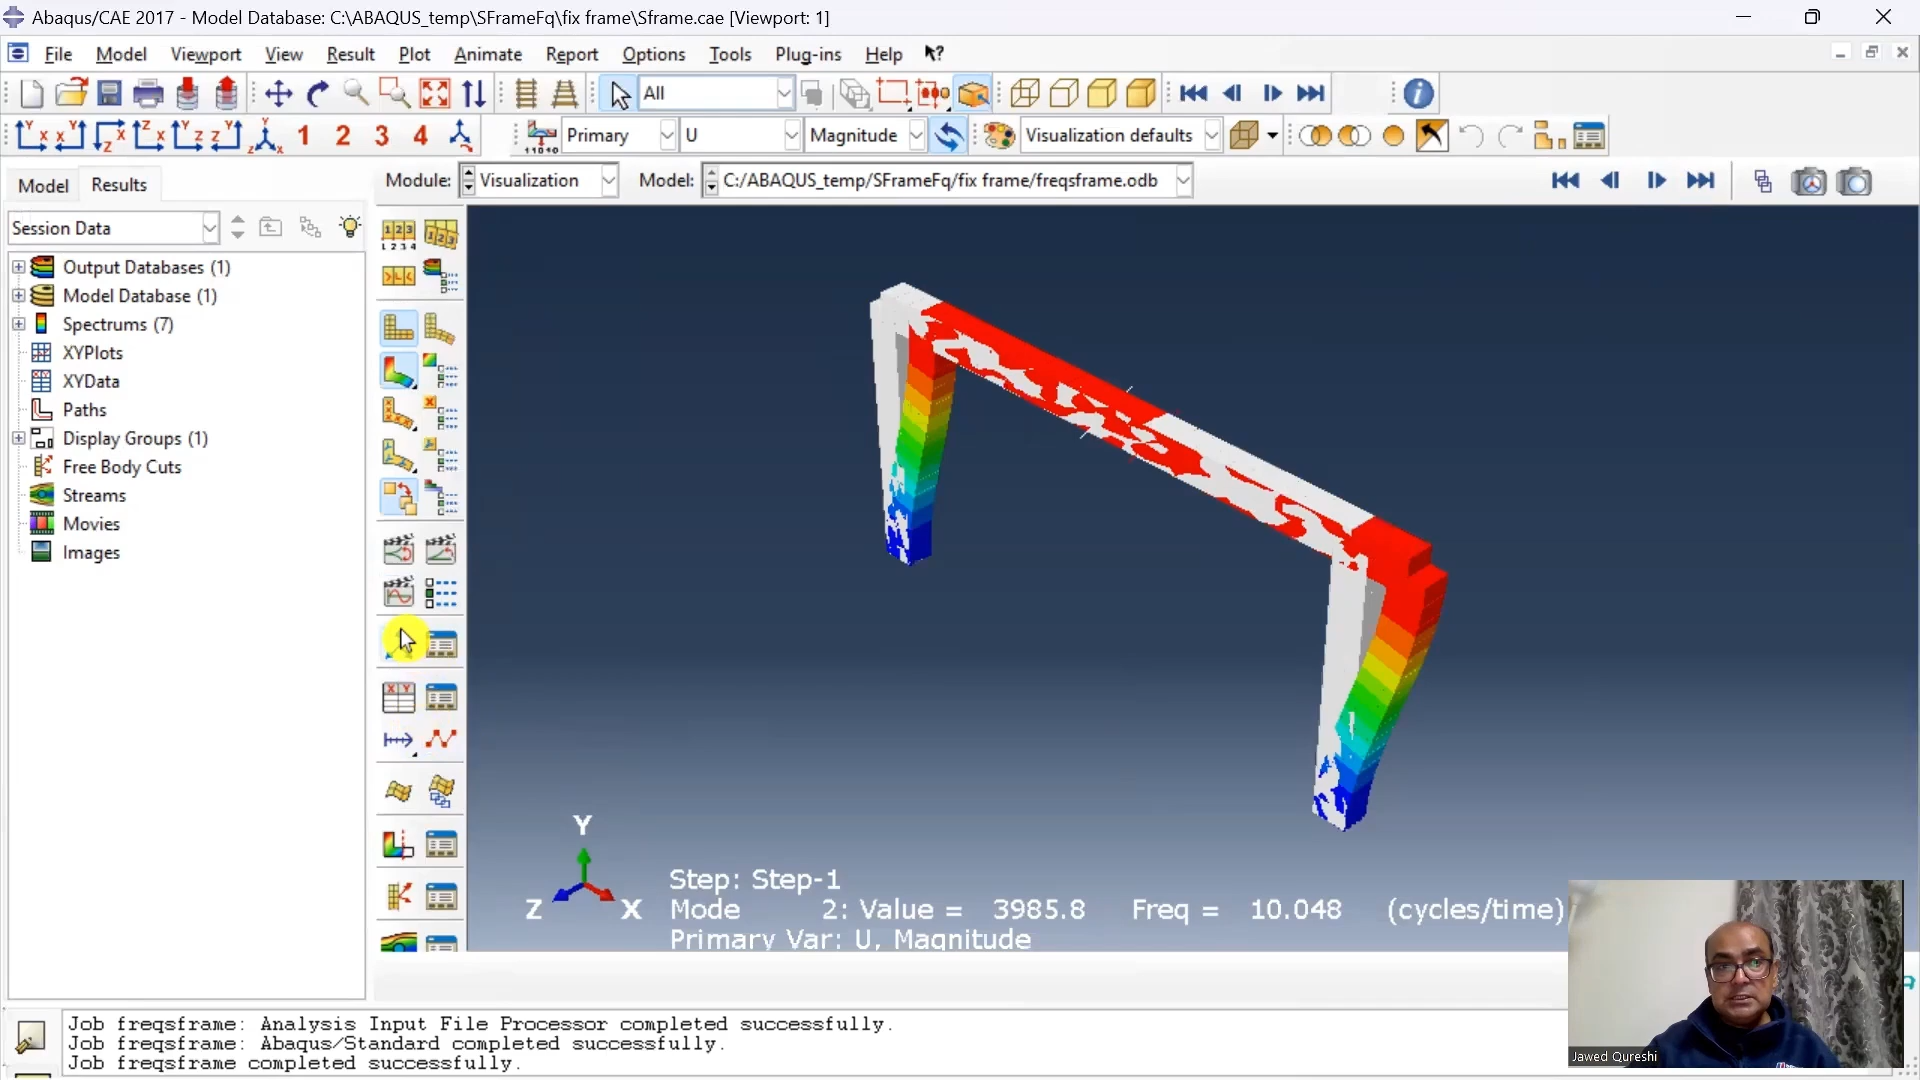 Abaqus/CAE 2017 - Model Database: C:\ABAQUS_temp\SFrameFq\fix frame\Sframe.cae [Viewport: 1]
File Model Viewport View Result Plot Animate Report Options Tools Plug-ins Help
All
1 2 3 4 Primary U Magnitude Visualization defaults
Model Results Module: Visualization Model: C:/ABAQUS_temp/SFrameFq/fix frame/freqsframe.odb
Session Data
Output Databases (1)
Model Database (1)
Spectrums (7)
XYPlots
XYData
Paths
Display Groups (1)
Free Body Cuts
Streams
Movies
Images
Y
Z X
Step: Step-1
Mode 2: Value = 3985.8 Freq = 10.048 (cycles/time)
Primary Var: U, Magnitude
Job freqsframe: Analysis Input File Processor completed successfully.
Job freqsframe: Abaqus/Standard completed successfully.
Job freqsframe completed successfully.
Jawed Qureshi